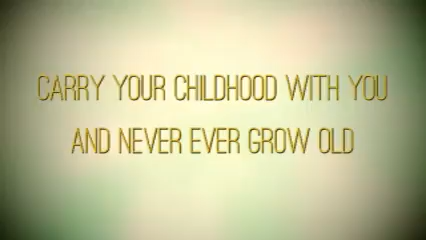 CARRY YOUR CHILDHOOD WITH YOU
AND NEVER EVER GROW OLD